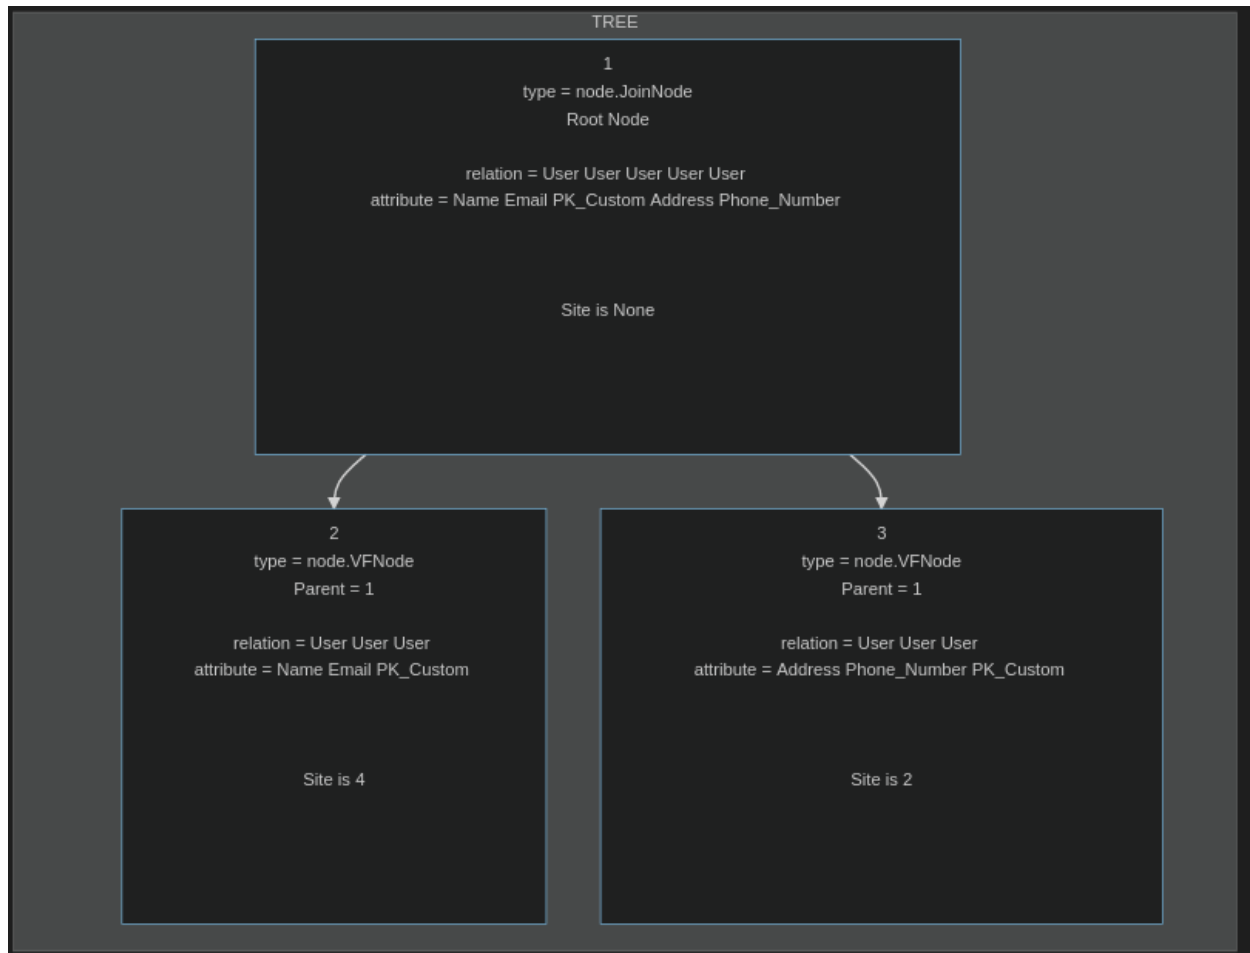 TREE
1
type = node.JoinNode
Root Node
relation = User User User User User
attribute = Name Email PK_Custom Address Phone_Number
Site is None
2
type = node.VFNode
Parent = 1
relation = User User User
attribute = Name Email PK_Custom
Site is 4
3
type = node.VFNode
Parent = 1
relation = User User User
attribute = Address Phone_Number PK_Custom
Site is 2